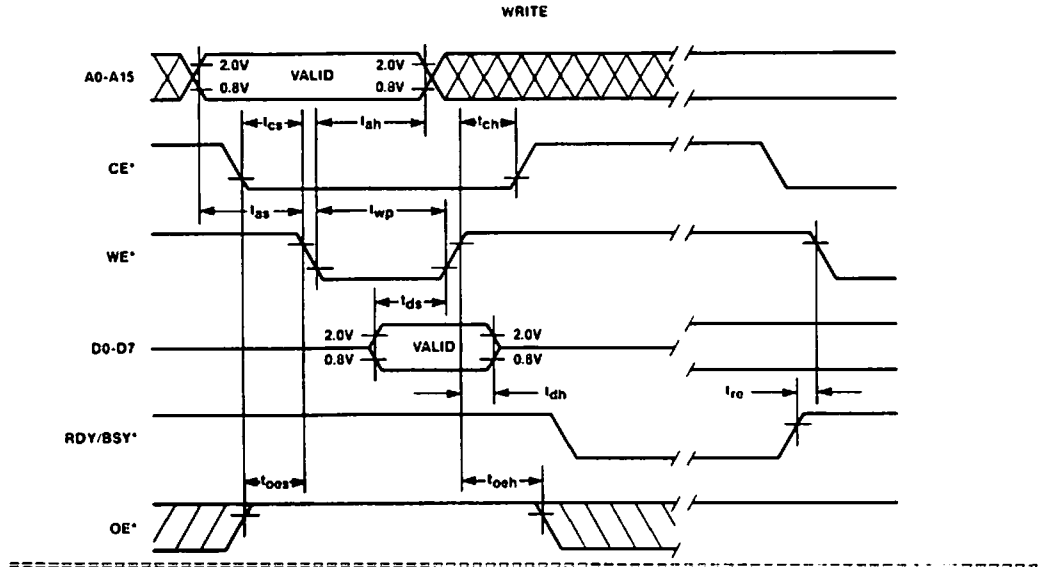 WRITE
A0-A15
2.0V VALID 2.0V
0.8V 0.8V
tcs tah tch
CE*
tas twp
WE*
tds
D0-D7
2.0V VALID 2.0V
0.8V 0.8V
tdh tre
RDY/BSY*
toes toeh
OE*